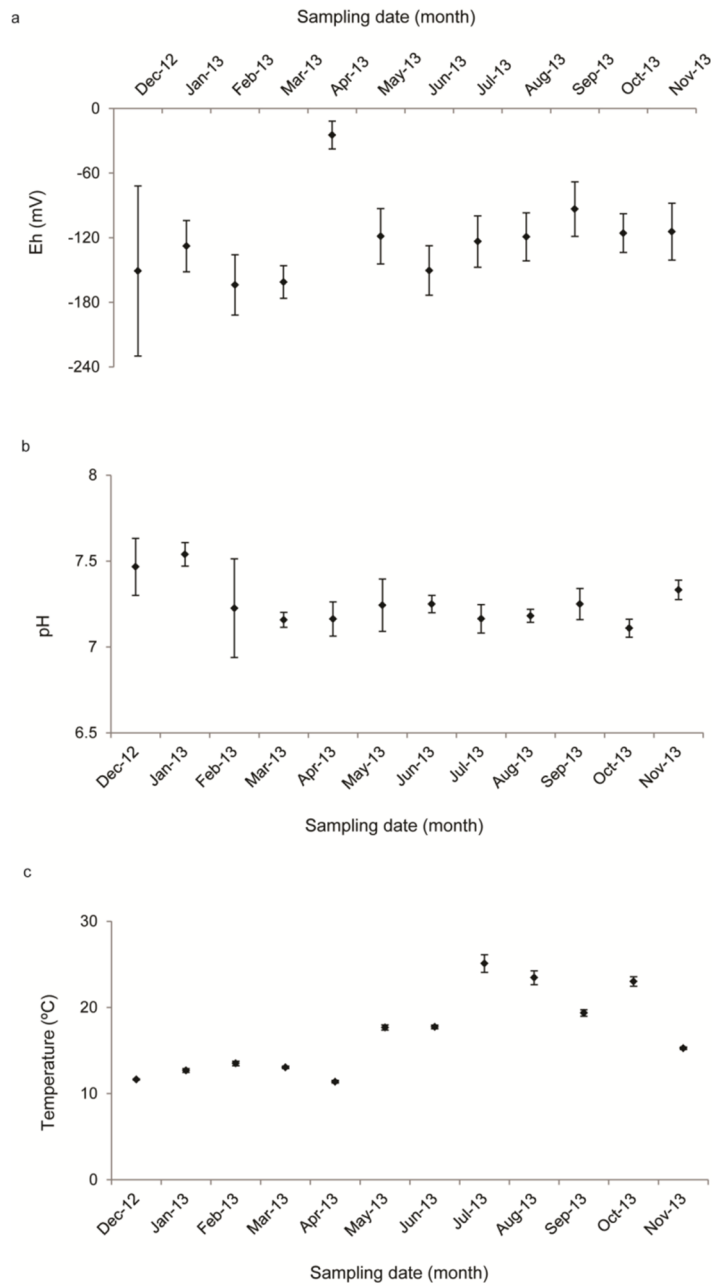 a
Sampling date (month)
Dec-12 Jan-13 Feb-13 Mar-13 Apr-13 May-13 Jun-13 Jul-13 Aug-13 Sep-13 Oct-13 Nov-13
0
-60
-120
-180
-240
Eh (mV)
b
8
7.5
7
6.5
pH
Dec-12 Jan-13 Feb-13 Mar-13 Apr-13 May-13 Jun-13 Jul-13 Aug-13 Sep-13 Oct-13 Nov-13
Sampling date (month)
c
30
20
10
0
Temperature (ºC)
Dec-12 Jan-13 Feb-13 Mar-13 Apr-13 May-13 Jun-13 Jul-13 Aug-13 Sep-13 Oct-13 Nov-13
Sampling date (month)